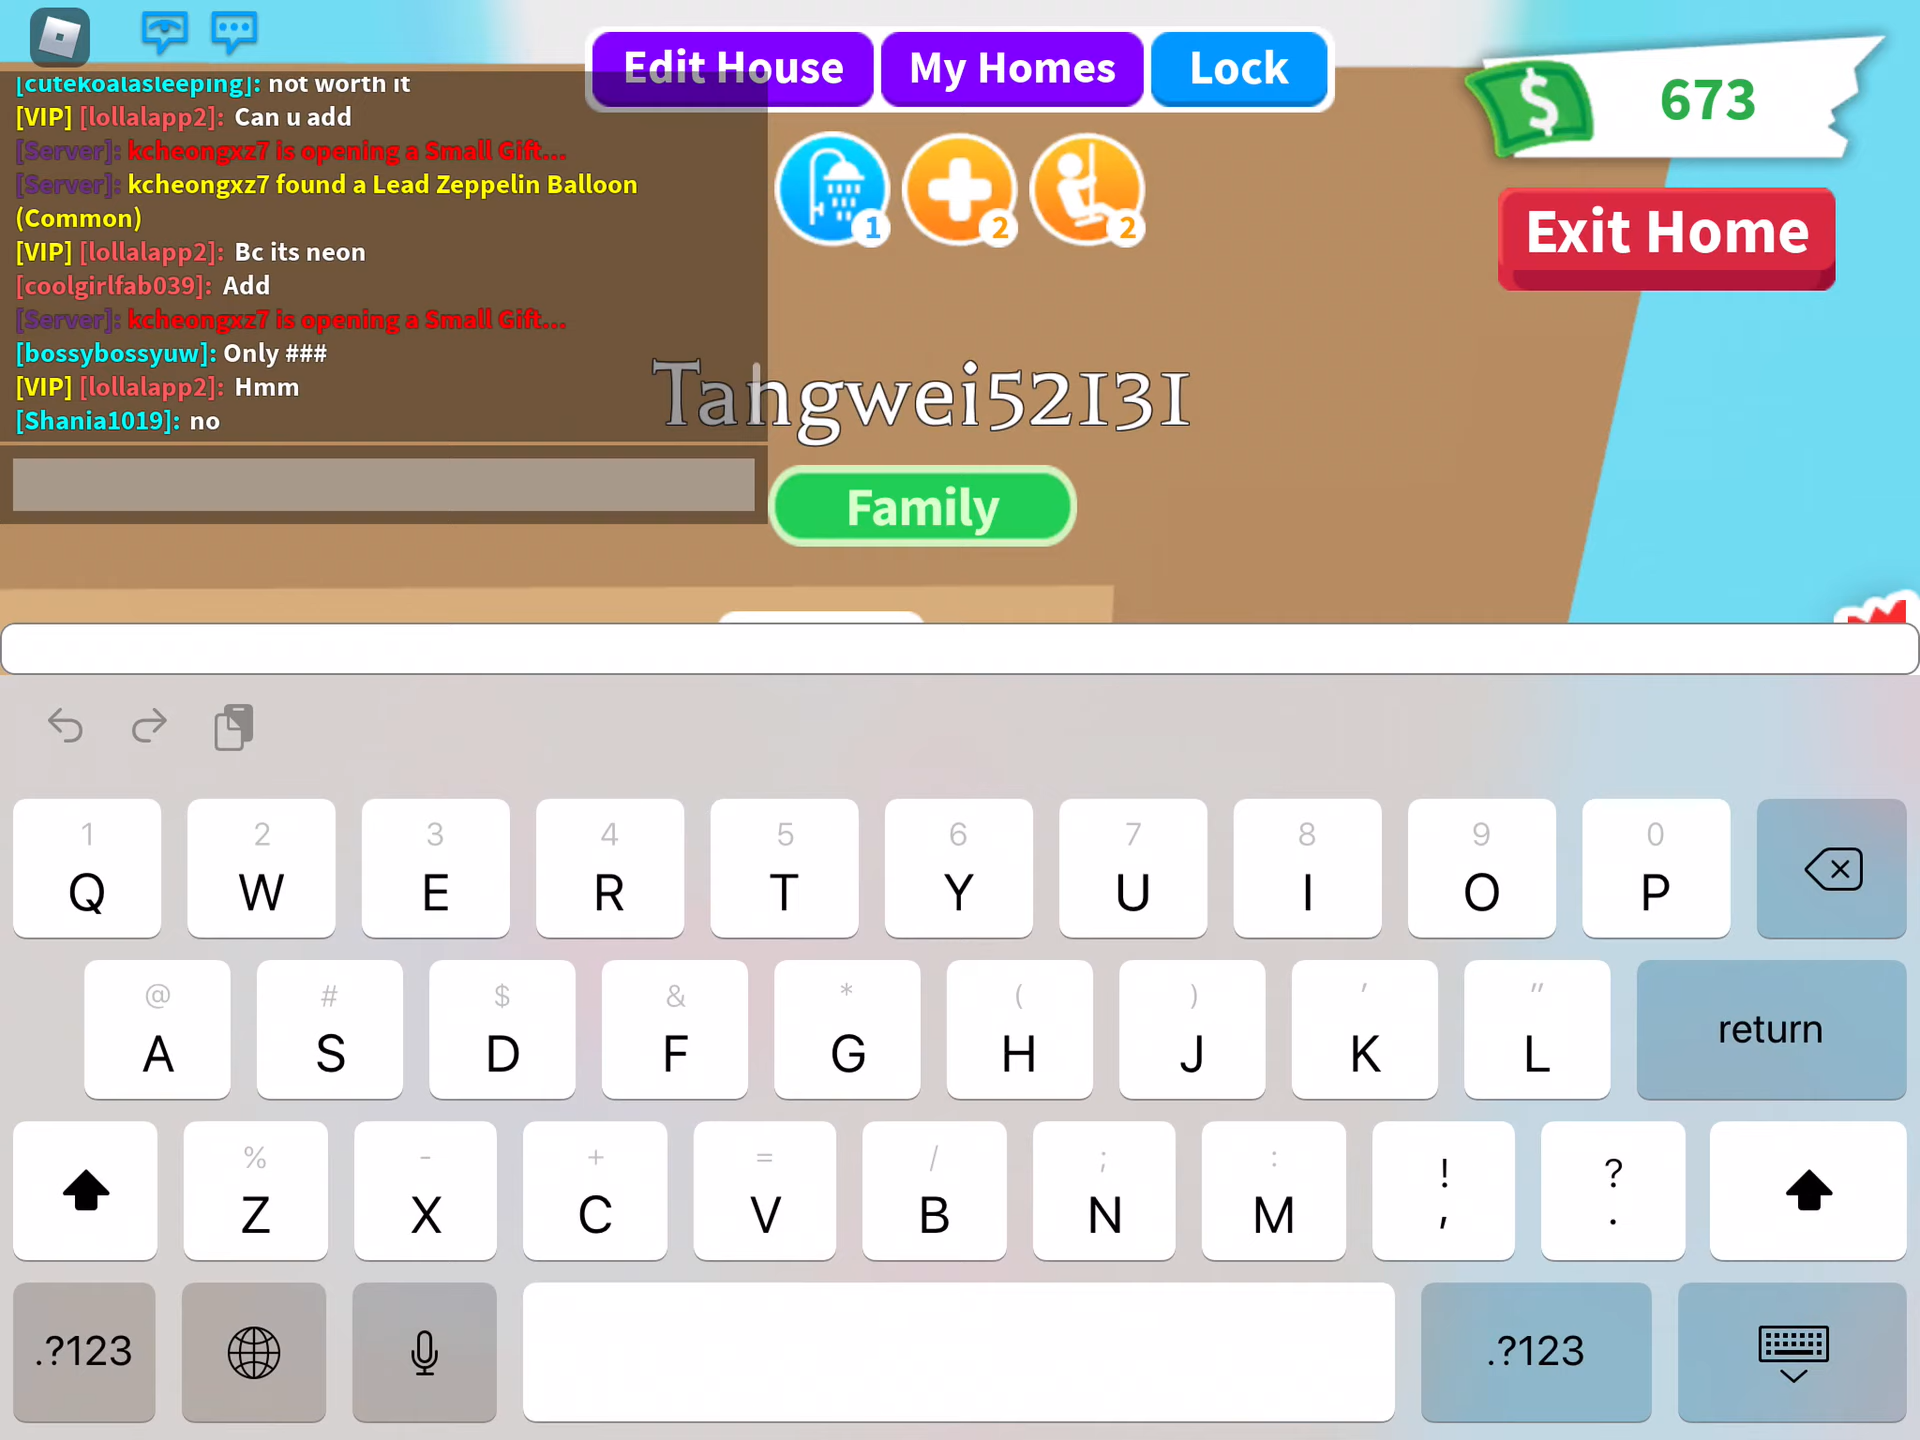 Edit House My Homes Lock
673
[cutekoalasleeping]: not worth it
[VIP] [lollalapp2]: Can u add
[Server]: kcheongxz7 is opening a Small Gift...
[Server]: kcheongxz7 found a Lead Zeppelin Balloon
(Common)
[VIP] [lollalapp2]: Bc its neon
[coolgirlfab039]: Add
[Server]: kcheongxz7 is opening a Small Gift...
[bossybossyuw]: Only ###
[VIP] [lollalapp2]: Hmm
[Shania1019]: no
1 2 2
Exit Home
Tangwei52131
Family
1 2 3 4 5 6 7 8 9 0
Q W E R T Y U I O P
@ # $ & * ( ) ' "
A S D F G H J K L return
% - + = / ; : ! ?
Z X C V B N M , .
.?123 .?123